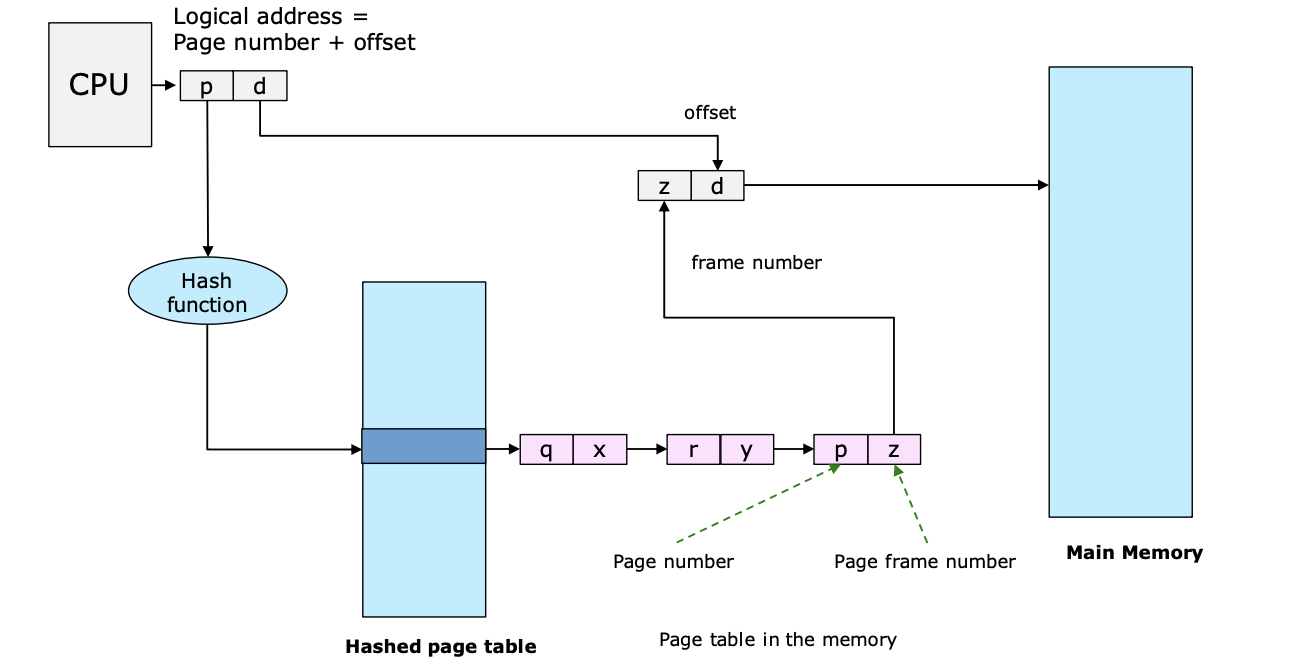 Logical address =
Page number + offset
CPU
p d
offset
z d
frame number
Hash
function
q x
r y
p z
Page number
Page frame number
Main Memory
Hashed page table
Page table in the memory